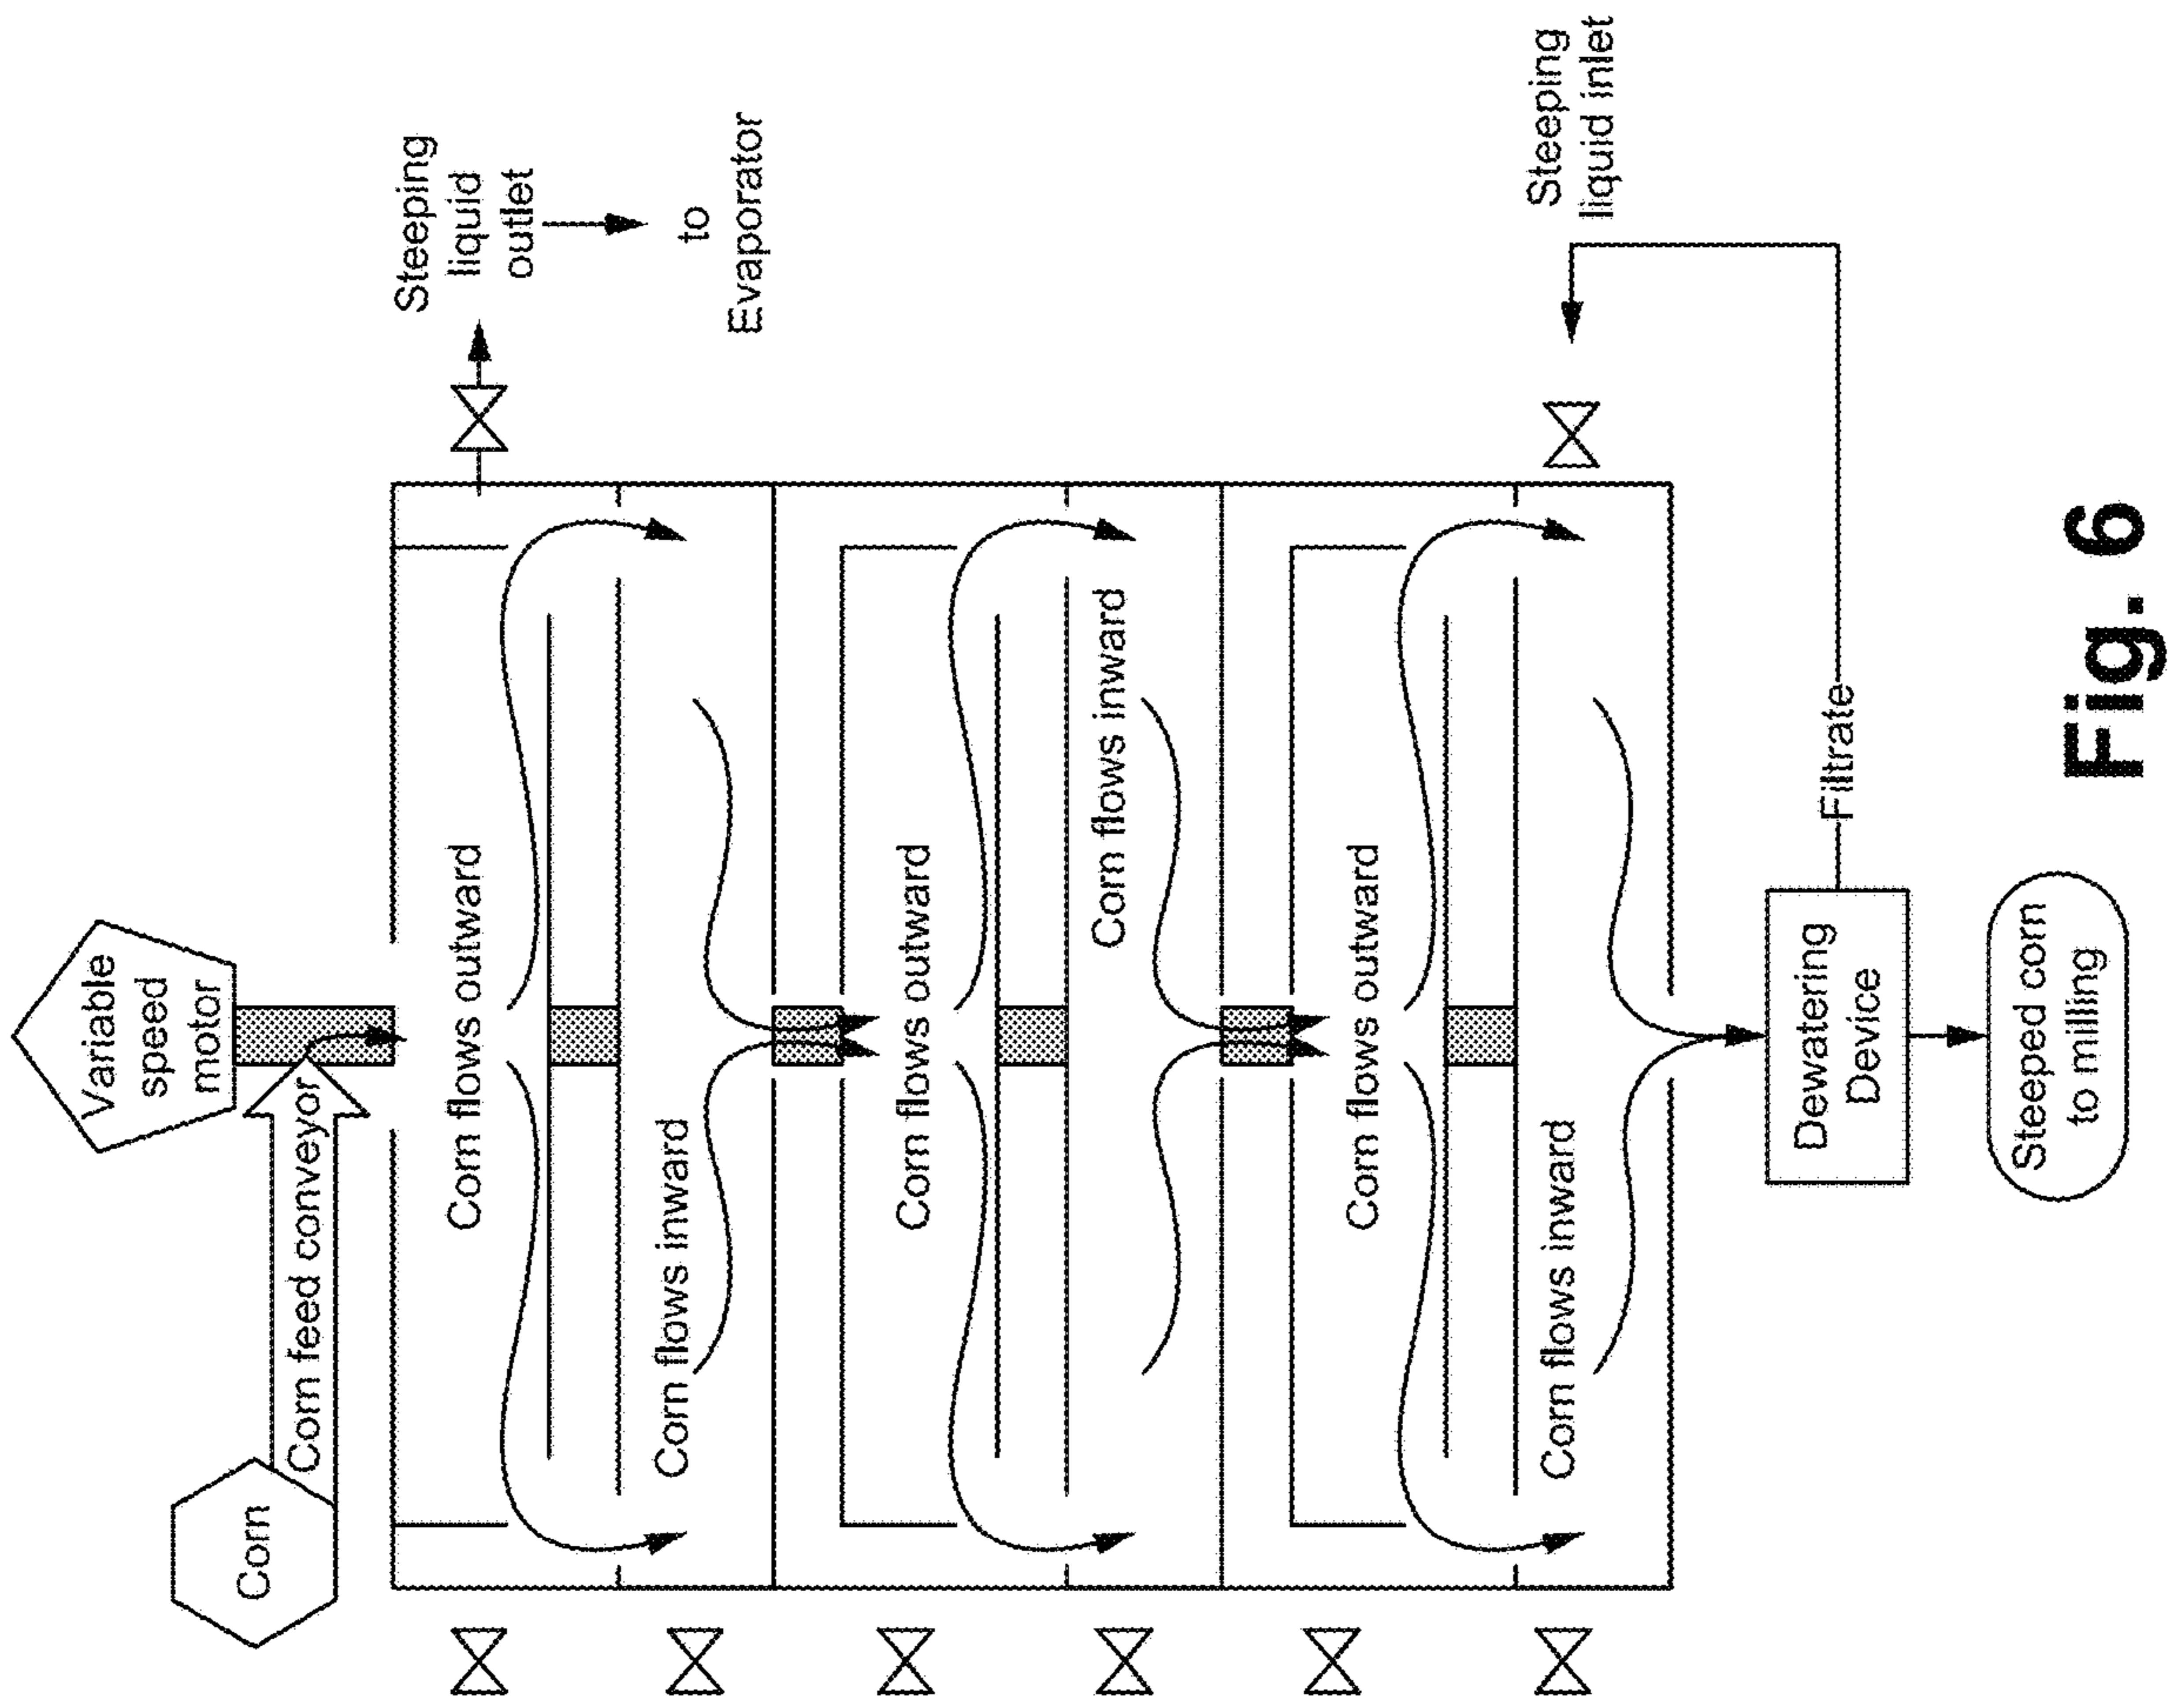 Variable
speed
motor
Corn
Corn feed conveyor
Steeping
liquid
outlet
to
Evaporator
Corn flows outward
Corn flows inward
Corn flows outward
Corn flows inward
Corn flows outward
Corn flows inward
Steeping
liquid inlet
Filtrate
Dewatering
Device
Steeped corn
to milling
Fig. 6